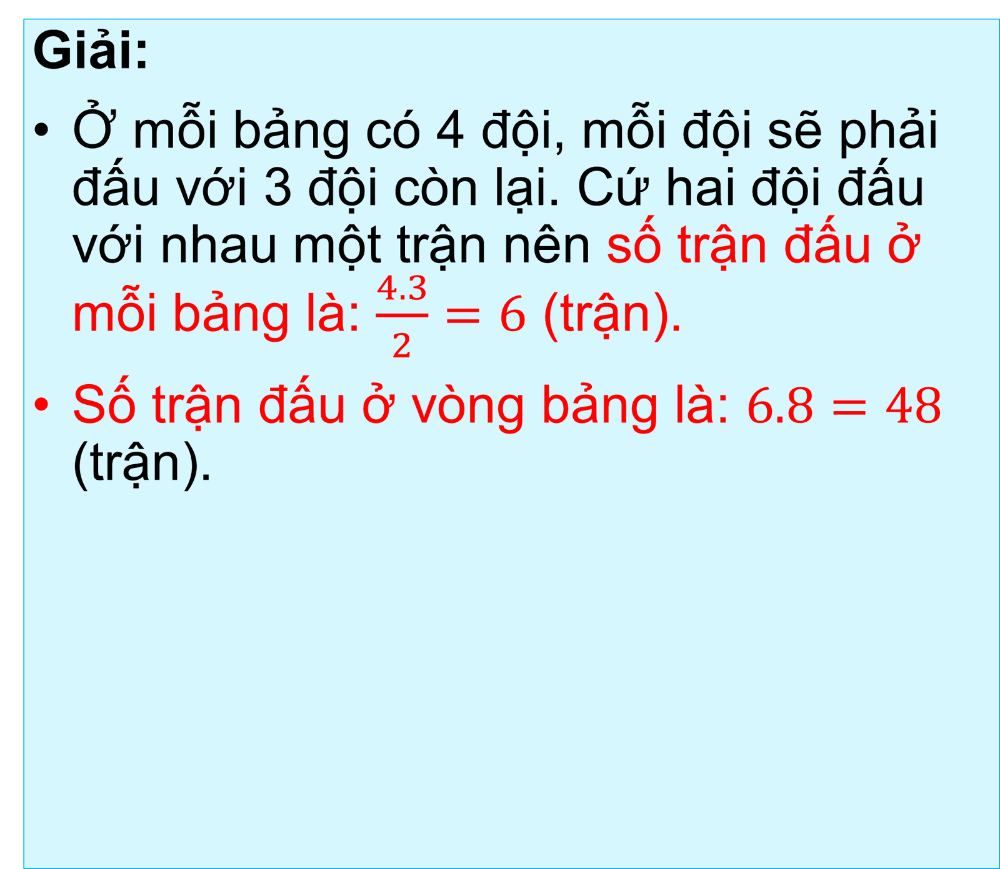 Giải:
• Ở mỗi bảng có 4 đội, mỗi đội sẽ phải
đấu với 3 đội còn lại. Cứ hai đội đấu
với nhau một trận nên số trận đấu ở
mỗi bảng là: \frac{4.3}{2} = 6 (trận).
• Số trận đấu ở vòng bảng là: 6.8 = 48
(trận).